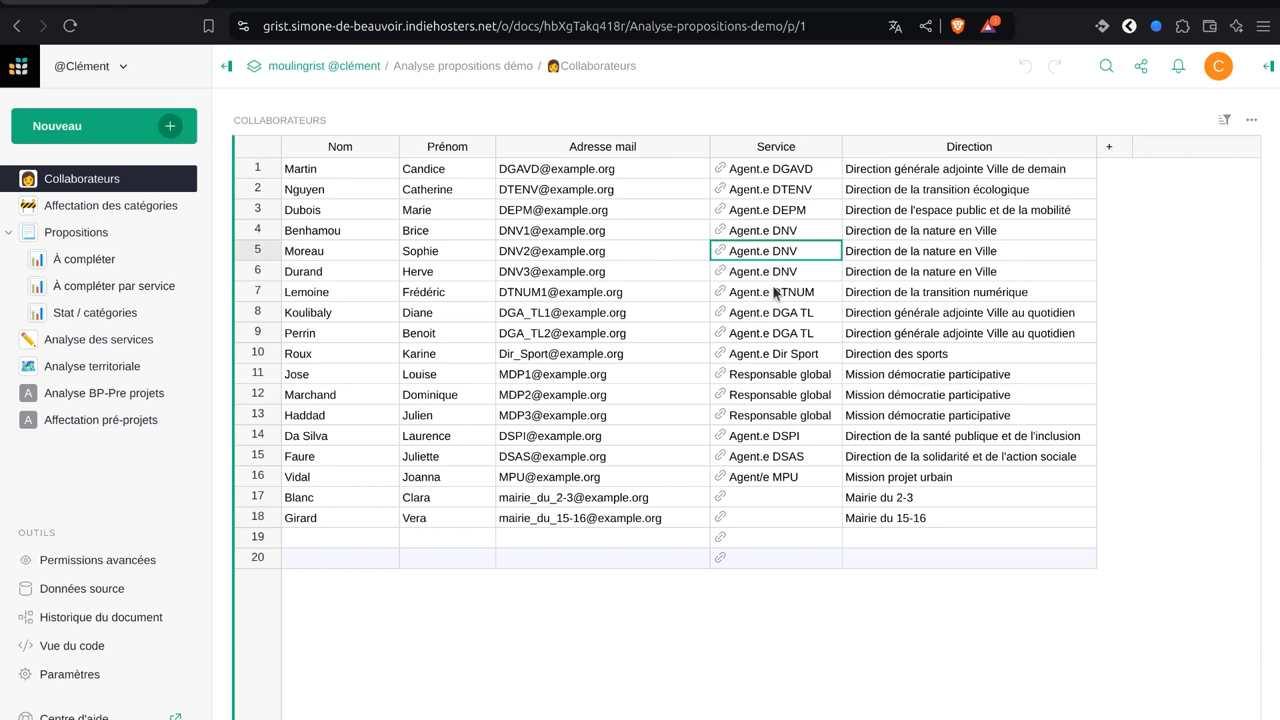 grist.simone-de-beauvoir.indiehosters.net/o/docs/hbXgTakq418r/Analyse-propositions-demo/p/1
1
@Clément
moulingrist @clément / Analyse propositions démo / Collaborateurs
C
Nouveau +
Collaborateurs
Affectation des catégories
Propositions
À compléter
À compléter par service
Stat / catégories
Analyse des services
Analyse territoriale
A Analyse BP-Pre projets
A Affectation pré-projets
OUTILS
Permissions avancées
Données source
Historique du document
Vue du code
Paramètres
Centre d'aide
COLLABORATEURS
Nom Prénom Adresse mail Service Direction +
1 Martin Candice DGAVD@example.org Agent.e DGAVD Direction générale adjointe Ville de demain
2 Nguyen Catherine DTENV@example.org Agent.e DTENV Direction de la transition écologique
3 Dubois Marie DEPM@example.org Agent.e DEPM Direction de l'espace public et de la mobilité
4 Benhamou Brice DNV1@example.org Agent.e DNV Direction de la nature en Ville
5 Moreau Sophie DNV2@example.org Agent.e DNV Direction de la nature en Ville
6 Durand Herve DNV3@example.org Agent.e DNV Direction de la nature en Ville
7 Lemoine Frédéric DTNUM1@example.org Agent.e DTNUM Direction de la transition numérique
8 Koulibaly Diane DGA_TL1@example.org Agent.e DGA TL Direction générale adjointe Ville au quotidien
9 Perrin Benoit DGA_TL2@example.org Agent.e DGA TL Direction générale adjointe Ville au quotidien
10 Roux Karine Dir_Sport@example.org Agent.e Dir Sport Direction des sports
11 Jose Louise MDP1@example.org Responsable global Mission démocratie participative
12 Marchand Dominique MDP2@example.org Responsable global Mission démocratie participative
13 Haddad Julien MDP3@example.org Responsable global Mission démocratie participative
14 Da Silva Laurence DSPI@example.org Agent.e DSPI Direction de la santé publique et de l'inclusion
15 Faure Juliette DSAS@example.org Agent.e DSAS Direction de la solidarité et de l'action sociale
16 Vidal Joanna MPU@example.org Agent/e MPU Mission projet urbain
17 Blanc Clara mairie_du_2-3@example.org Mairie du 2-3
18 Girard Vera mairie_du_15-16@example.org Mairie du 15-16
19
20